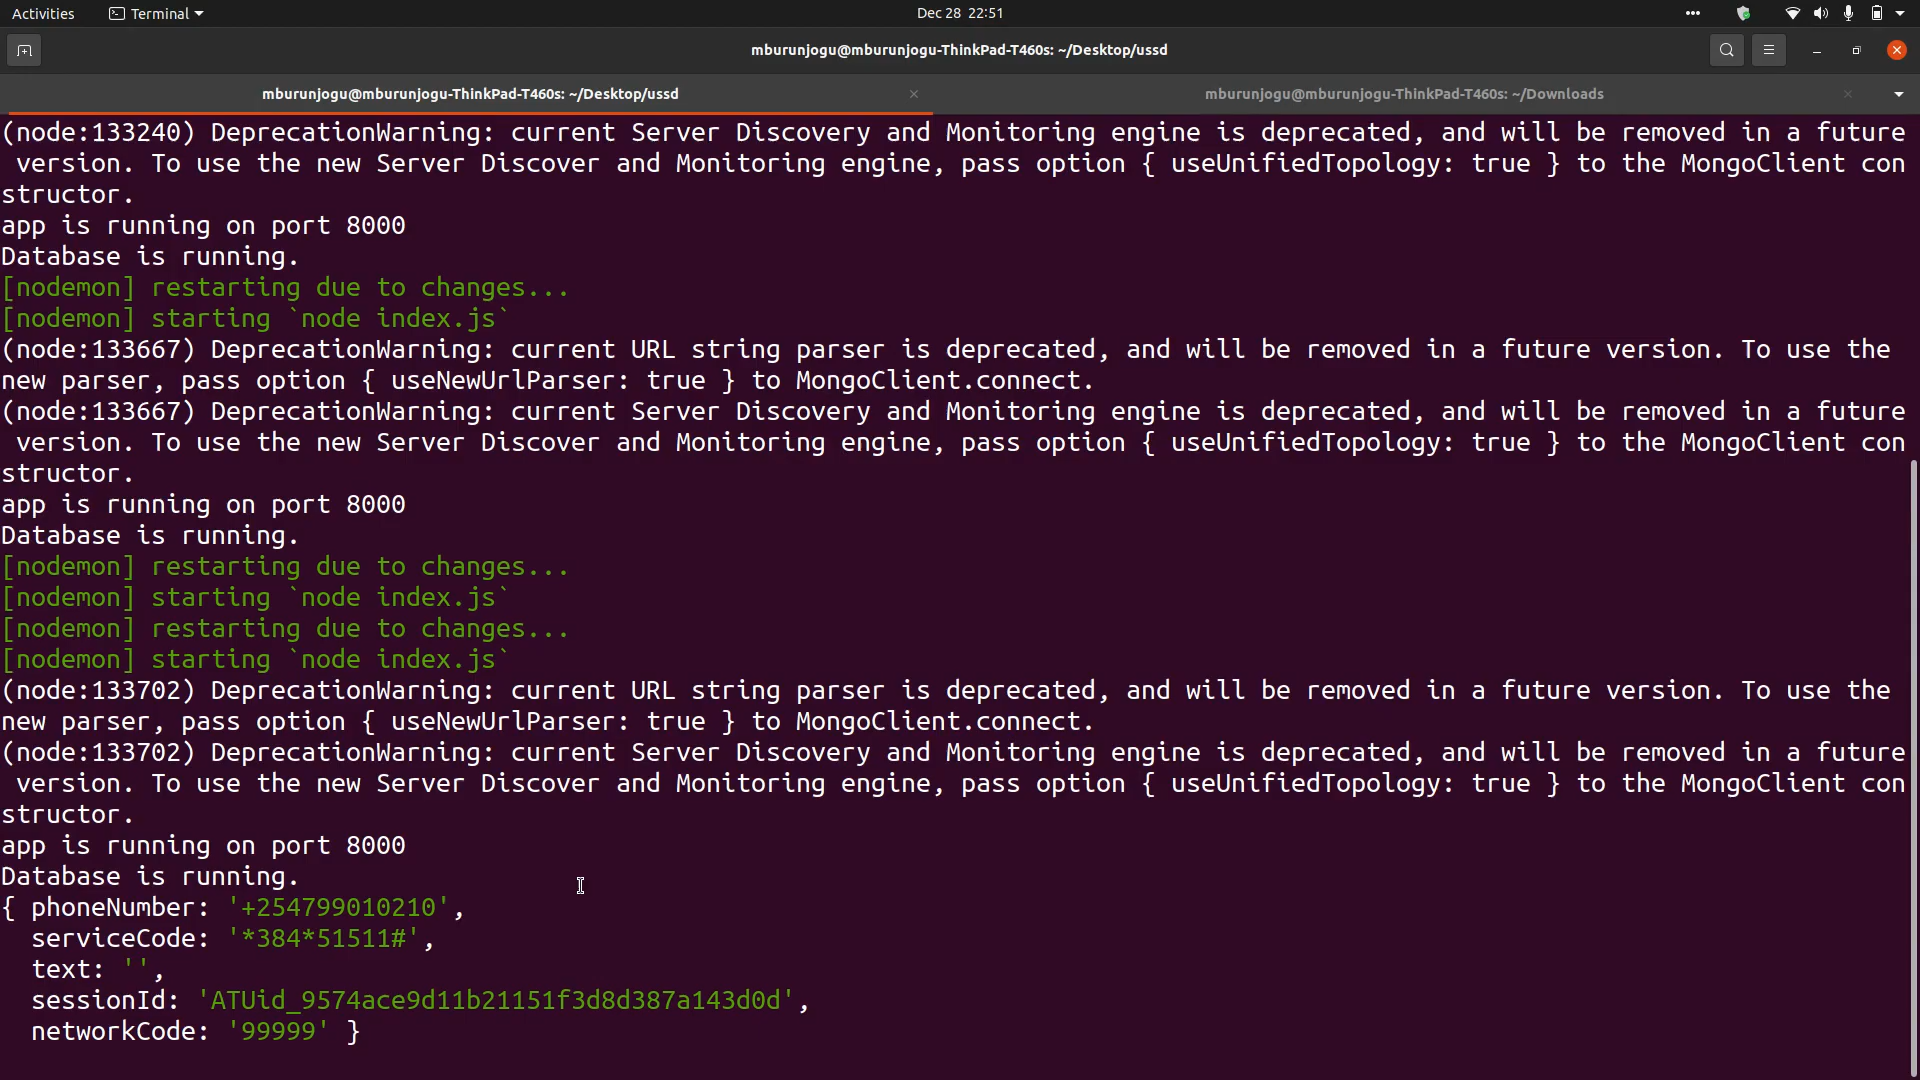 Activities Terminal Dec 28 22:51
mburunjogu@mburunjogu-ThinkPad-T460s: ~/Desktop/ussd
mburunjogu@mburunjogu-ThinkPad-T460s: ~/Desktop/ussd mburunjogu@mburunjogu-ThinkPad-T460s: ~/Downloads
(node:133240) DeprecationWarning: current Server Discovery and Monitoring engine is deprecated, and will be removed in a future
 version. To use the new Server Discover and Monitoring engine, pass option { useUnifiedTopology: true } to the MongoClient con
structor.
app is running on port 8000
Database is running.
[nodemon] restarting due to changes...
[nodemon] starting `node index.js`
(node:133667) DeprecationWarning: current URL string parser is deprecated, and will be removed in a future version. To use the
new parser, pass option { useNewUrlParser: true } to MongoClient.connect.
(node:133667) DeprecationWarning: current Server Discovery and Monitoring engine is deprecated, and will be removed in a future
 version. To use the new Server Discover and Monitoring engine, pass option { useUnifiedTopology: true } to the MongoClient con
structor.
app is running on port 8000
Database is running.
[nodemon] restarting due to changes...
[nodemon] starting `node index.js`
[nodemon] restarting due to changes...
[nodemon] starting `node index.js`
(node:133702) DeprecationWarning: current URL string parser is deprecated, and will be removed in a future version. To use the
new parser, pass option { useNewUrlParser: true } to MongoClient.connect.
(node:133702) DeprecationWarning: current Server Discovery and Monitoring engine is deprecated, and will be removed in a future
 version. To use the new Server Discover and Monitoring engine, pass option { useUnifiedTopology: true } to the MongoClient con
structor.
app is running on port 8000
Database is running.
{ phoneNumber: '+254799010210',
  serviceCode: '*384*51511#',
  text: '',
  sessionId: 'ATUid_9574ace9d11b21151f3d8d387a143d0d',
  networkCode: '99999' }